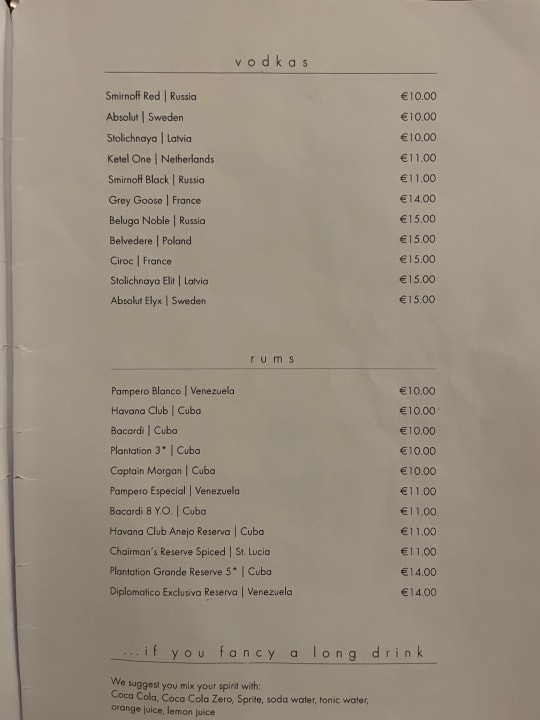 vodkas
Smirnoff Red | Russia €10.00
Absolut | Sweden €10.00
Stolichnaya | Latvia €10.00
Ketel One | Netherlands €11.00
Smirnoff Black | Russia €11.00
Grey Goose | France €14.00
Beluga Noble | Russia €15.00
Belvedere | Poland €15.00
Ciroc | France €15.00
Stolichnaya Elit | Latvia €15.00
Absolut Elyx | Sweden €15.00
rums
Pampero Blanco | Venezuela €10.00
Havana Club | Cuba €10.00
Bacardi | Cuba €10.00
Plantation 3* | Cuba €10.00
Captain Morgan | Cuba €10.00
Pampero Especial | Venezuela €11.00
Bacardi 8 Y.O. | Cuba €11.00
Havana Club Anejo Reserva | Cuba €11.00
Chairman's Reserve Spiced | St. Lucia €11.00
Plantation Grande Reserve 5* | Cuba €14.00
Diplomatico Exclusiva Reserva | Venezuela €14.00
...if you fancy a long drink
We suggest you mix your spirit with:
Coca Cola, Coca Cola Zero, Sprite, soda water, tonic water,
orange juice, lemon juice